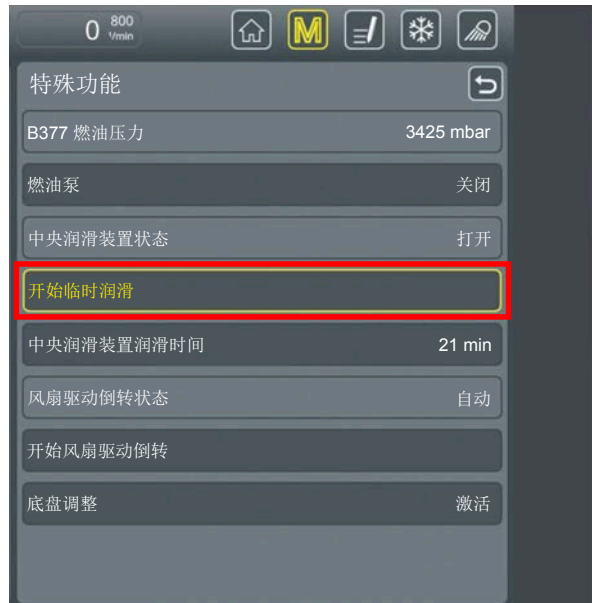 0 800 1/min
M
特殊功能
B377 燃油压力 3425 mbar
燃油泵 关闭
中央润滑装置状态 打开
开始临时润滑
中央润滑装置润滑时间 21 min
风扇驱动倒转状态 自动
开始风扇驱动倒转
底盘调整 激活